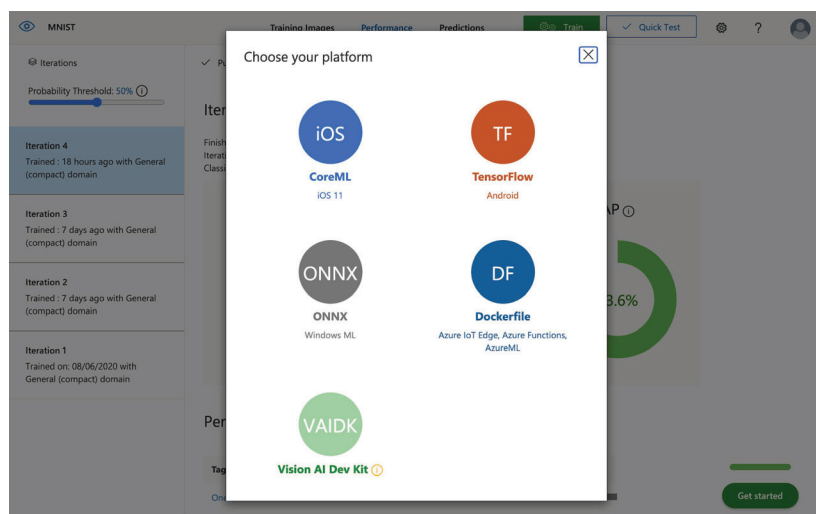 MNIST
Training Images Performance Predictions Train Quick Test ?
Iterations
Probability Threshold: 50%
Iteration 4
Trained : 18 hours ago with General
(compact) domain
Iteration 3
Trained : 7 days ago with General
(compact) domain
Iteration 2
Trained : 7 days ago with General
(compact) domain
Iteration 1
Trained on: 08/06/2020 with
General (compact) domain
Choose your platform
iOS
CoreML
iOS 11
TF
TensorFlow
Android
ONNX
ONNX
Windows ML
DF
Dockerfile
Azure IoT Edge, Azure Functions,
AzureML
VAIDK
Vision AI Dev Kit
3.6%
Get started